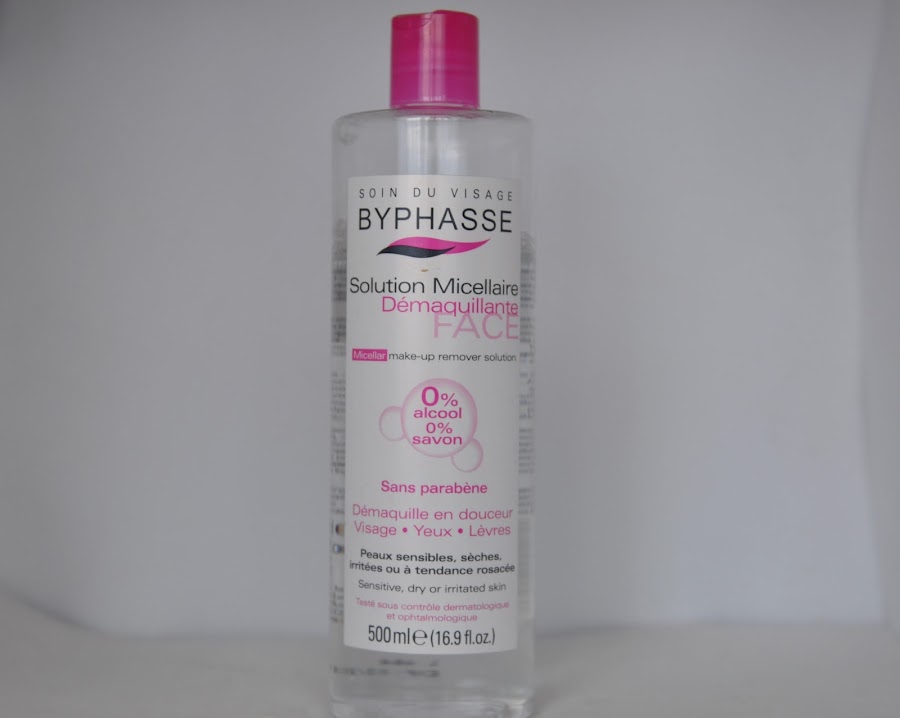 SOIN DU VISAGE
BYPHASSE
Solution Micellaire
Démaquillante
FACE
Micellar make-up remover solution
0%
alcool
0%
savon
Sans parabène
Démaquille en douceur
Visage • Yeux • Lèvres
Peaux sensibles, sèches,
irritées ou à tendance rosacée
Sensitive, dry or irritated skin
Testé sous contrôle dermatologique
et ophtalmologique
500ml ℮ (16.9 fl.oz.)